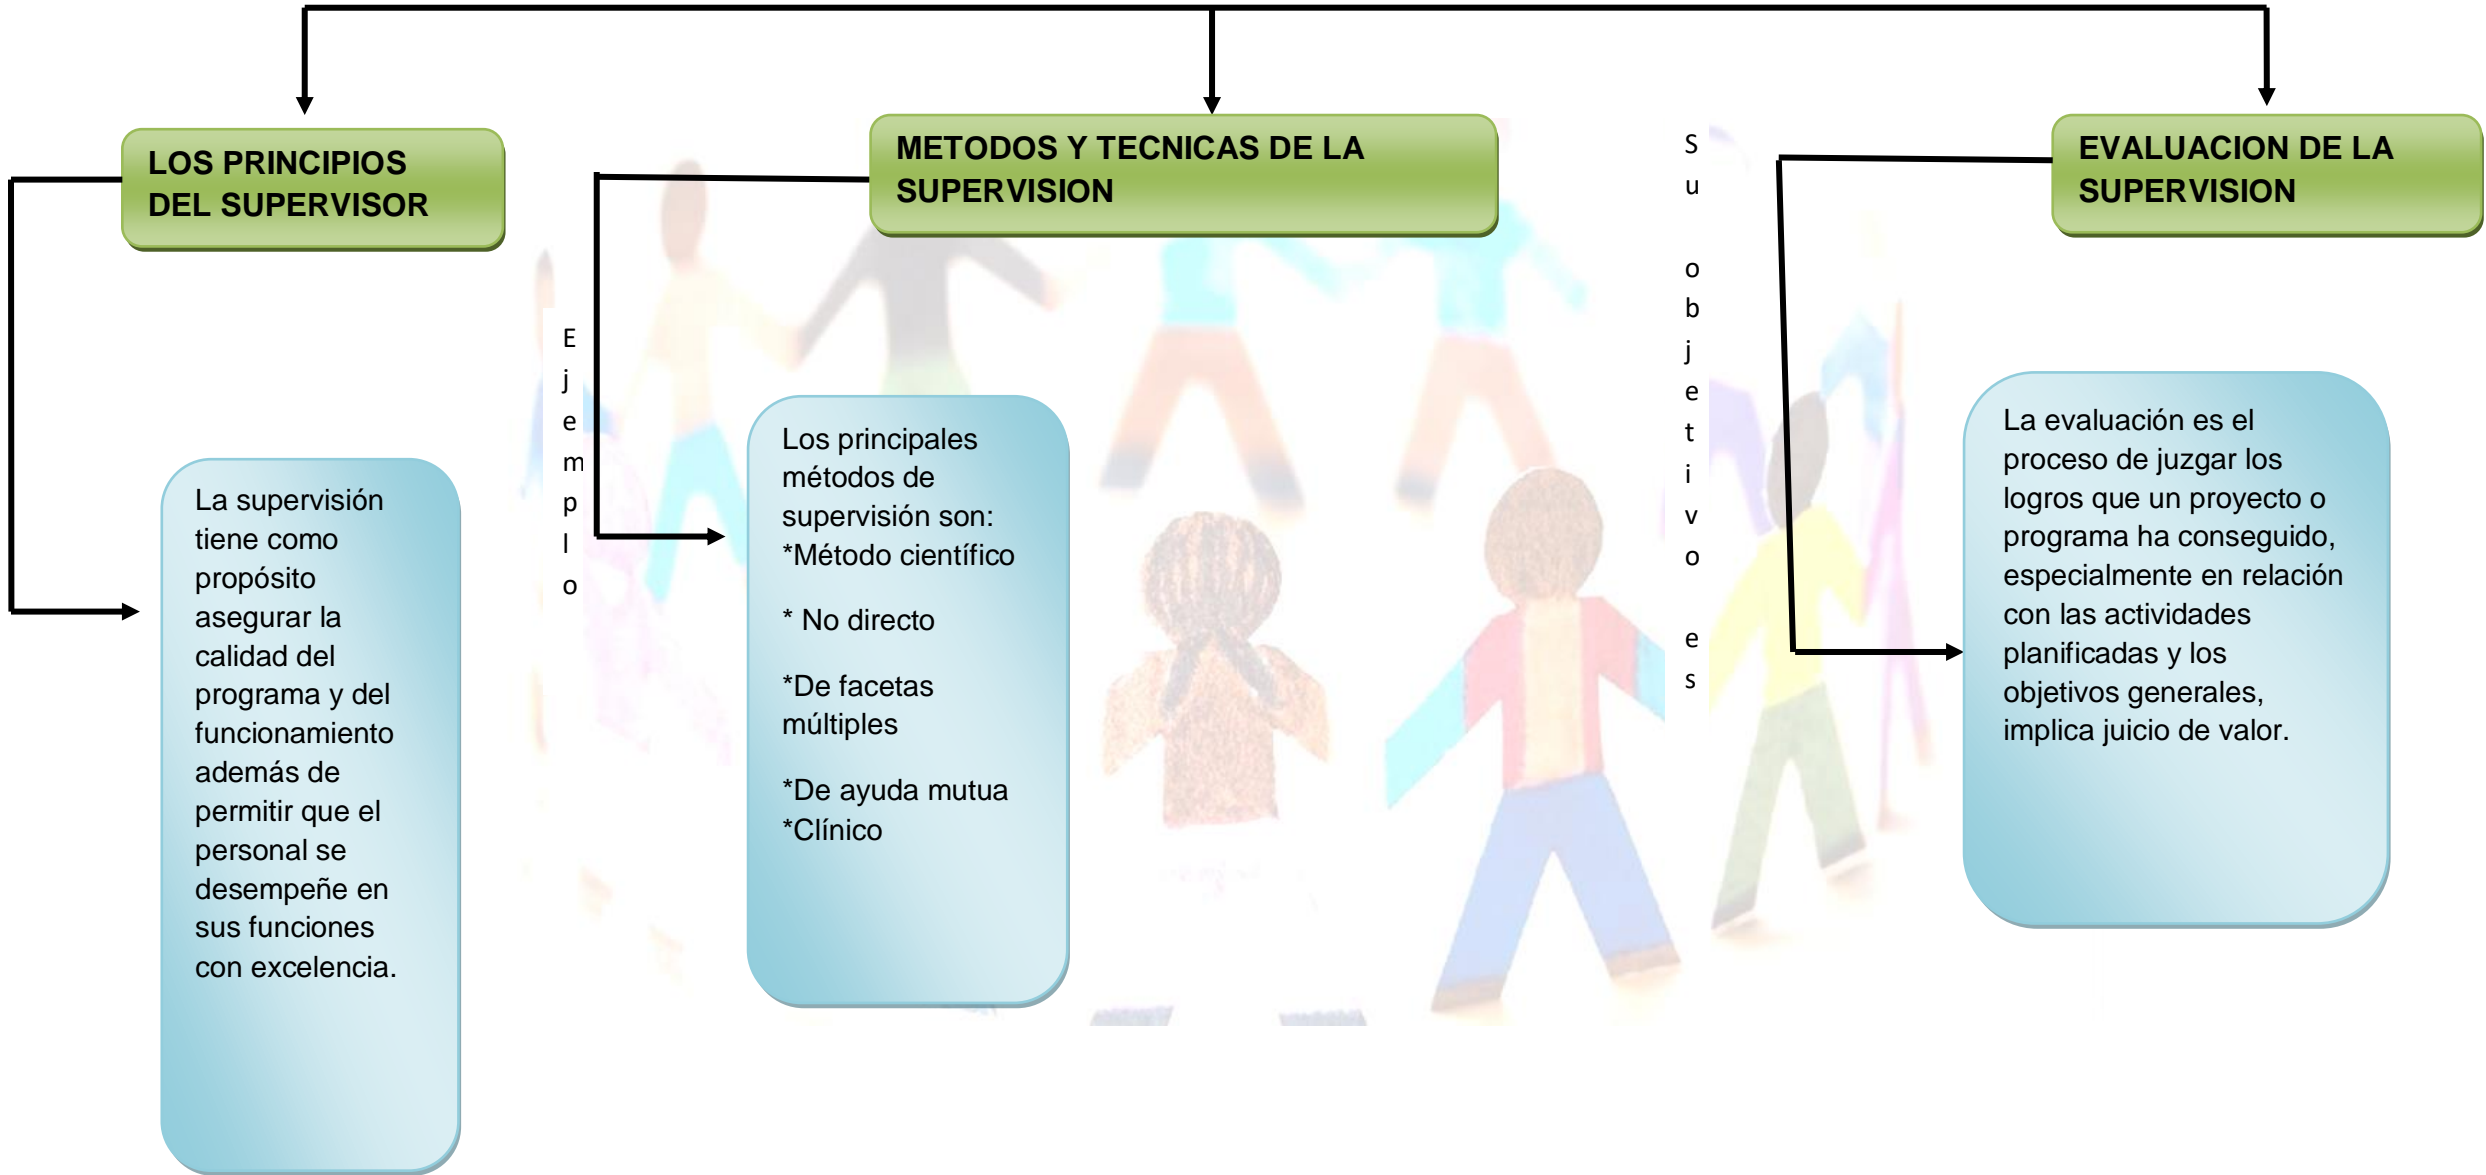 LOS PRINCIPIOS
DEL SUPERVISOR
La supervisión
tiene como
propósito
asegurar la
calidad del
programa y del
funcionamiento
además de
permitir que el
personal se
desempeñe en
sus funciones
con excelencia.
METODOS Y TECNICAS DE LA
SUPERVISION
Ejemplo
Los principales
métodos de
supervisión son:
*Método científico
* No directo
*De facetas
múltiples
*De ayuda mutua
*Clínico
EVALUACION DE LA
SUPERVISION
Su objetivo es
La evaluación es el
proceso de juzgar los
logros que un proyecto o
programa ha conseguido,
especialmente en relación
con las actividades
planificadas y los
objetivos generales,
implica juicio de valor.